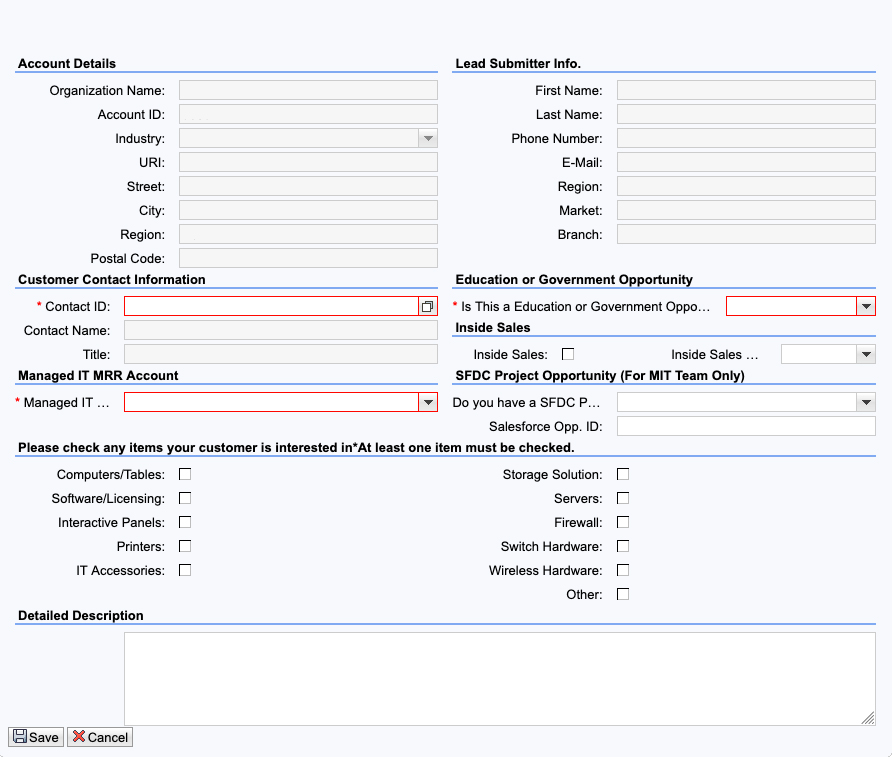 Account Details
Organization Name:
Account ID:
Industry:
URI:
Street:
City:
Region:
Postal Code:
Lead Submitter Info.
First Name:
Last Name:
Phone Number:
E-Mail:
Region:
Market:
Branch:
Customer Contact Information
* Contact ID:
Contact Name:
Title:
Education or Government Opportunity
* Is This a Education or Government Oppo...
Inside Sales
Inside Sales:
Inside Sales ...
Managed IT MRR Account
* Managed IT ...
SFDC Project Opportunity (For MIT Team Only)
Do you have a SFDC P...
Salesforce Opp. ID:
Please check any items your customer is interested in*At least one item must be checked.
Computers/Tables:
Software/Licensing:
Interactive Panels:
Printers:
IT Accessories:
Storage Solution:
Servers:
Firewall:
Switch Hardware:
Wireless Hardware:
Other:
Detailed Description
Save
Cancel